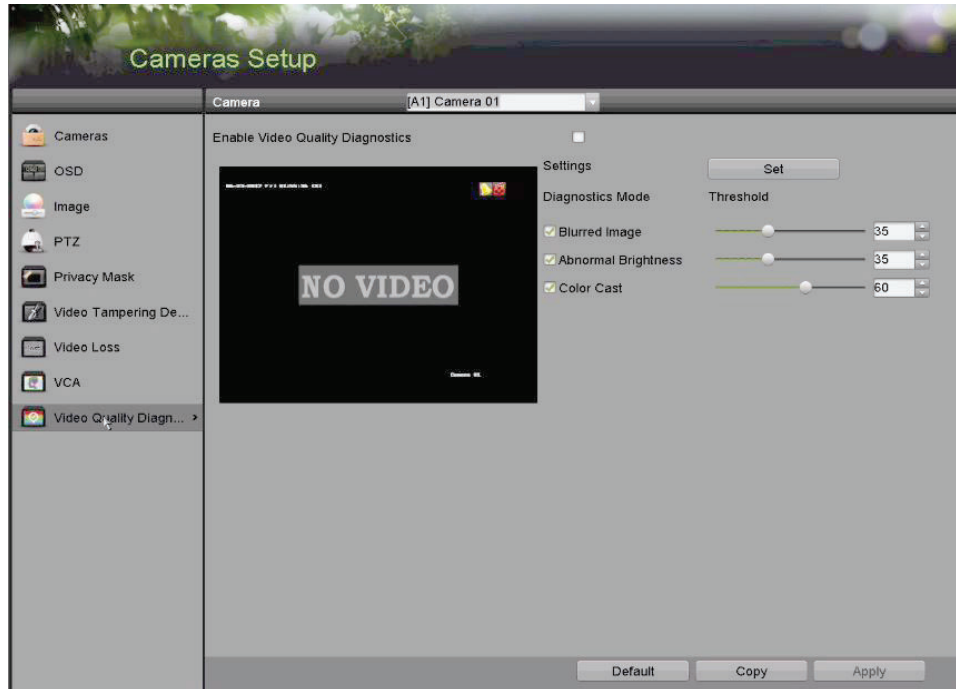 Cameras Setup
Camera [A1] Camera 01
Cameras
OSD
Image
PTZ
Privacy Mask
Video Tampering De...
Video Loss
VCA
Video Quality Diagn...
Enable Video Quality Diagnostics
NO VIDEO
Camera 01
Settings Set
Diagnostics Mode Threshold
Blurred Image 35
Abnormal Brightness 35
Color Cast 60
Default Copy Apply